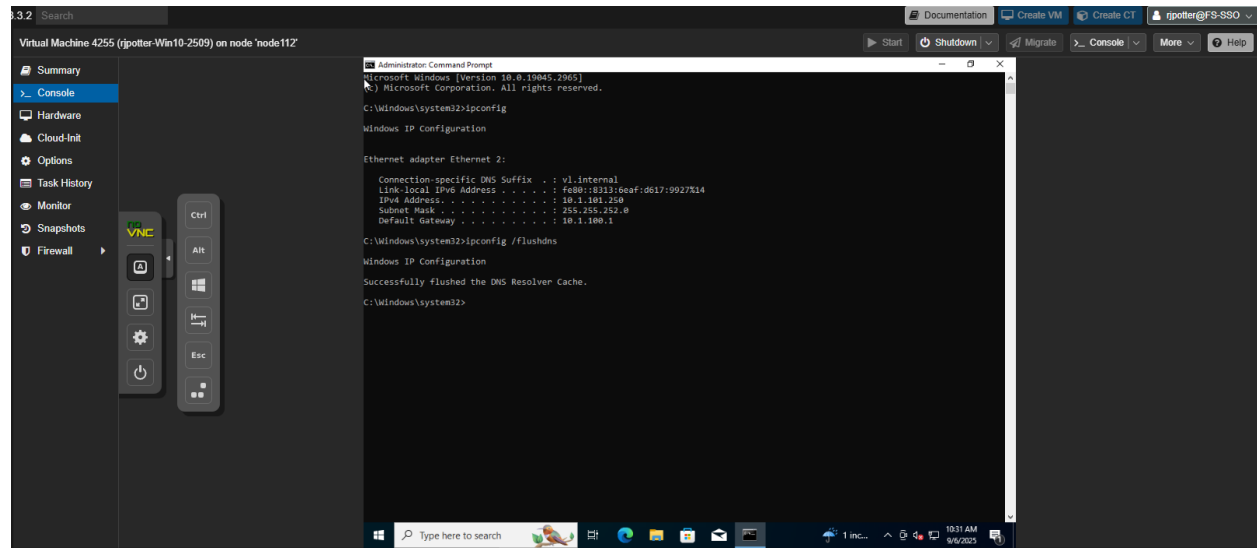 3.3.2 Search Documentation Create VM Create CT rjpotter@FS-SSO
Virtual Machine 4255 (rjpotter-Win10-2509) on node 'node112' Start Shutdown Migrate >_ Console More Help
Summary
>_ Console
Hardware
Cloud-Init
Options
Task History
Monitor
Snapshots
Firewall
no
VNC
A
Ctrl
Alt
Esc
Administrator: Command Prompt
Microsoft Windows [Version 10.0.19045.2965]
(c) Microsoft Corporation. All rights reserved.
C:\Windows\system32>ipconfig
Windows IP Configuration
Ethernet adapter Ethernet 2:
Connection-specific DNS Suffix . : vl.internal
Link-local IPv6 Address . . . . . : fe80::8313:6eaf:d617:9927%14
IPv4 Address. . . . . . . . . . . : 10.1.101.250
Subnet Mask . . . . . . . . . . . : 255.255.252.0
Default Gateway . . . . . . . . . : 10.1.100.1
C:\Windows\system32>ipconfig /flushdns
Windows IP Configuration
Successfully flushed the DNS Resolver Cache.
C:\Windows\system32>
Type here to search 1 inc... 10:31 AM
9/6/2025